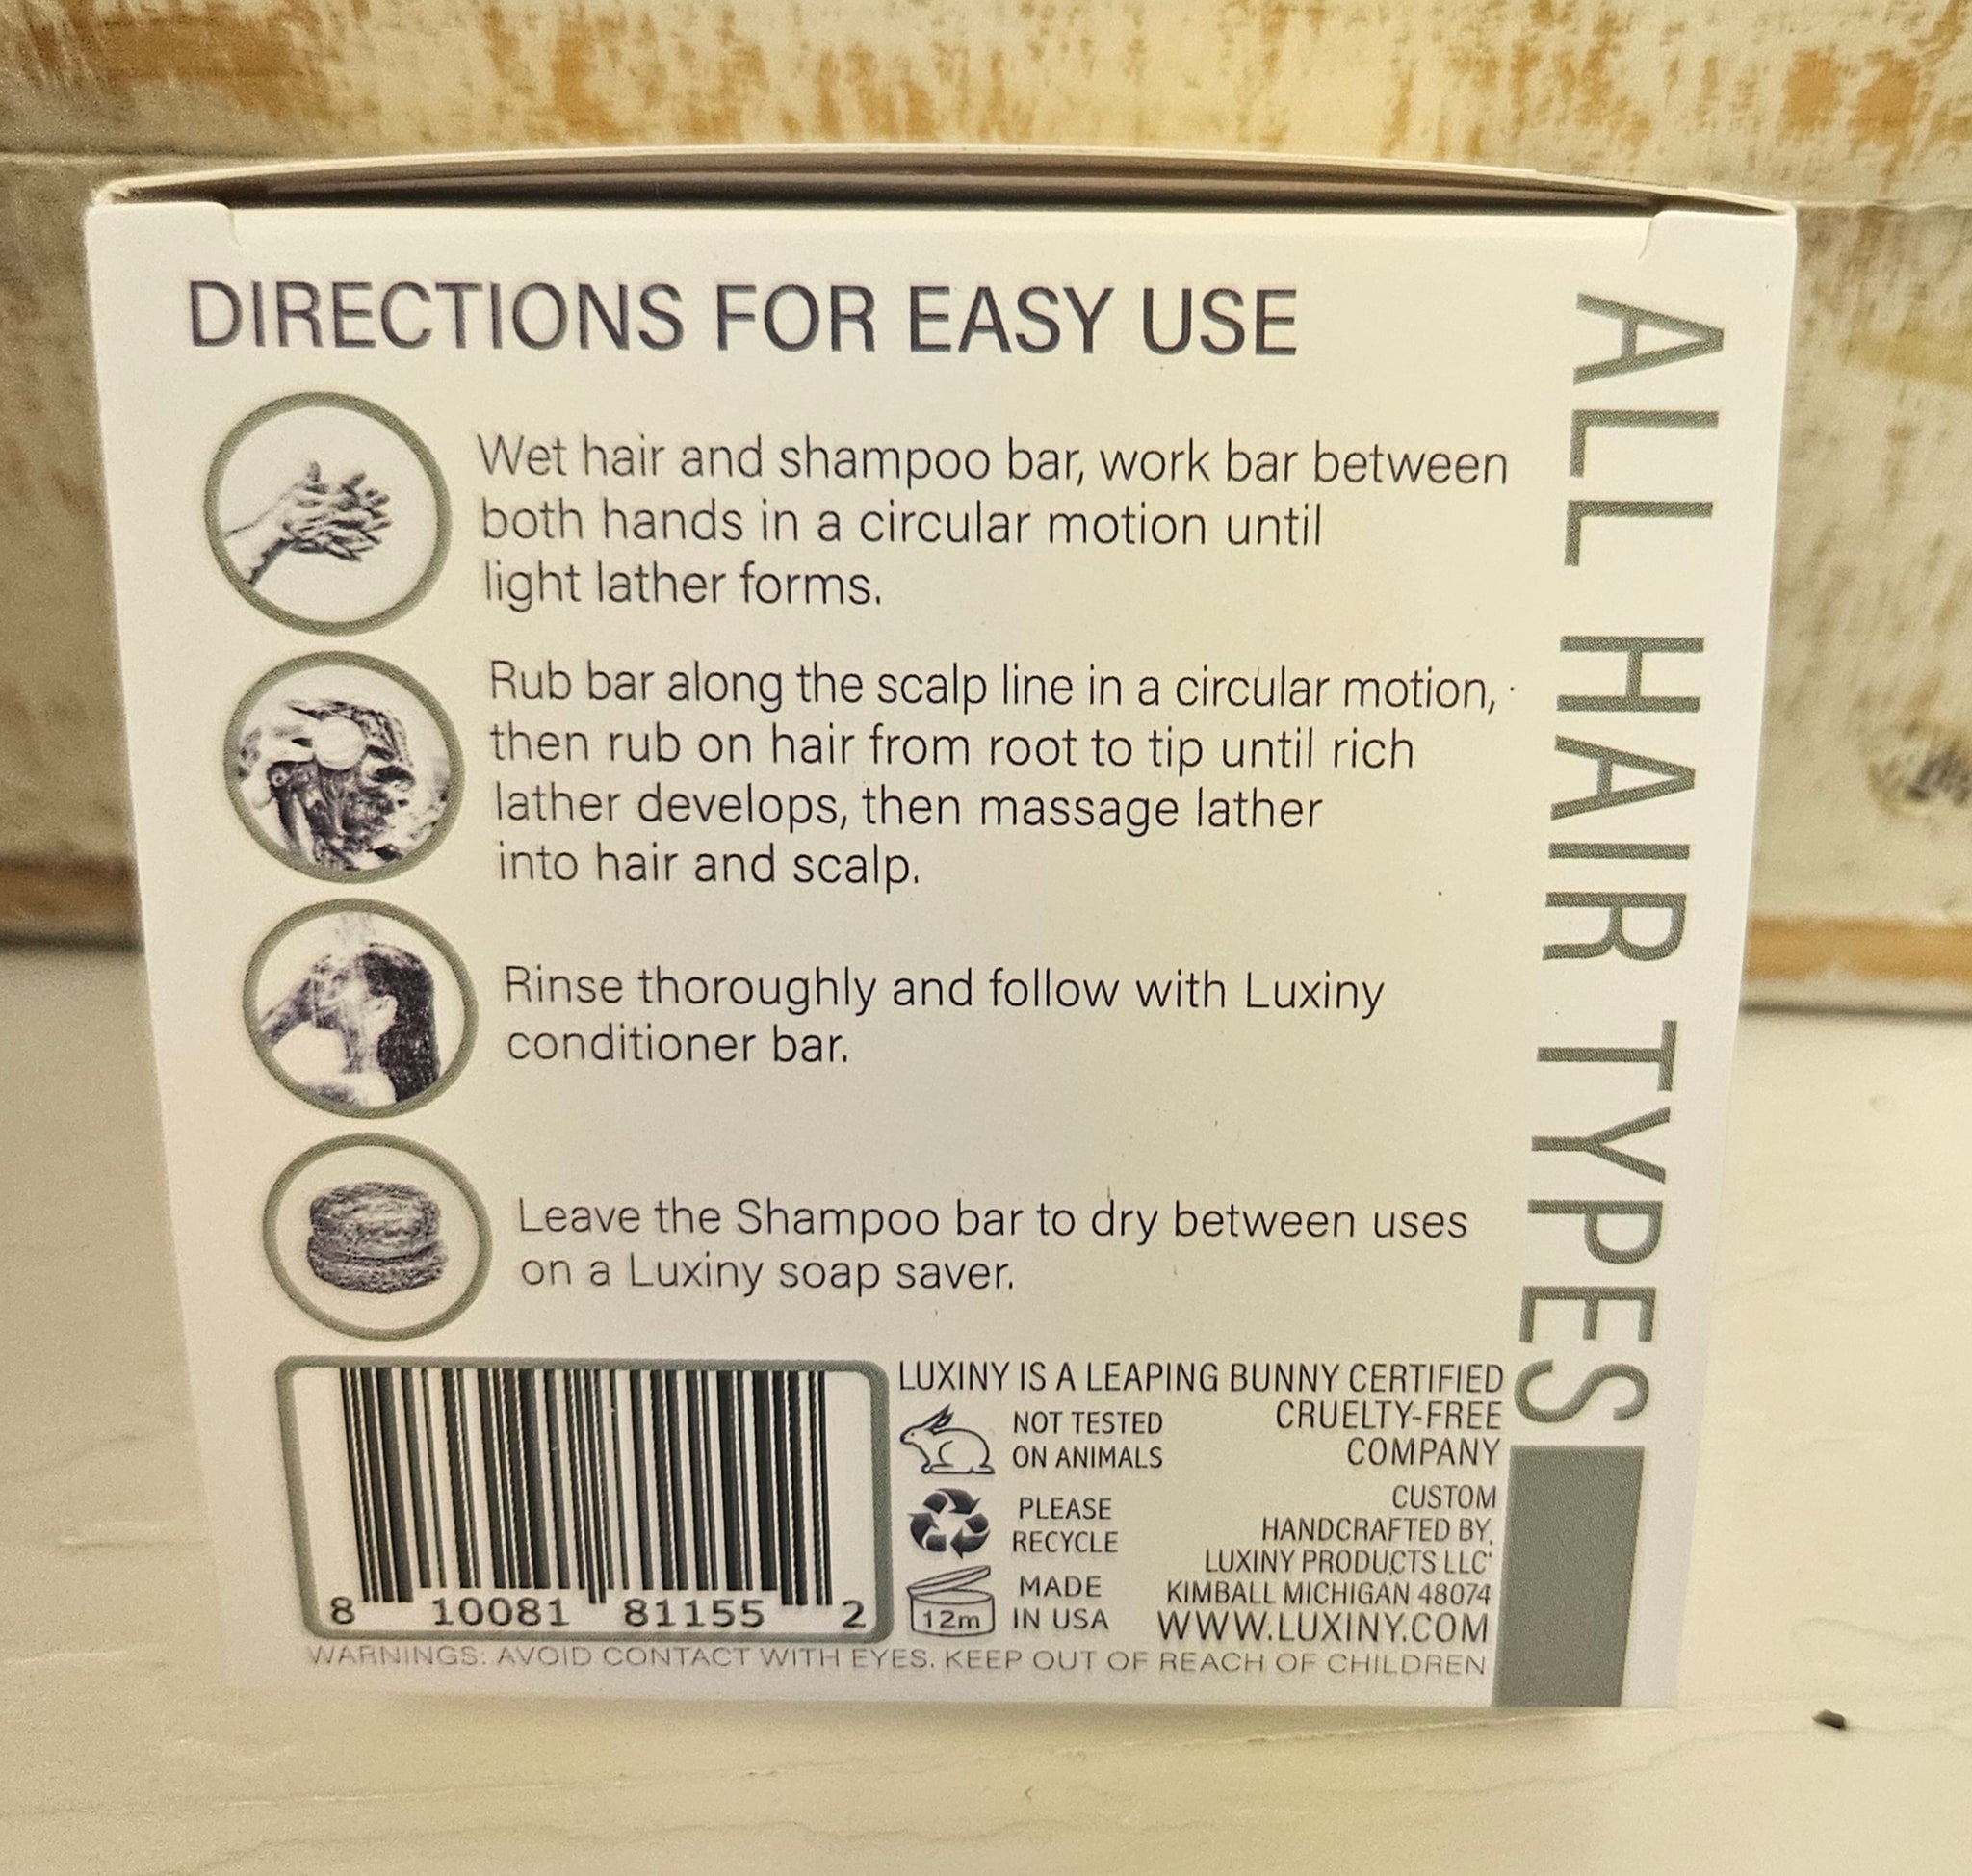 DIRECTIONS FOR EASY USE
Wet hair and shampoo bar, work bar between
both hands in a circular motion until
light lather forms.
Rub bar along the scalp line in a circular motion,
then rub on hair from root to tip until rich
lather develops, then massage lather
into hair and scalp.
Rinse thoroughly and follow with Luxiny
conditioner bar.
Leave the Shampoo bar to dry between uses
on a Luxiny soap saver.
ALL HAIR TYPES
8 10081 81155 2
LUXINY IS A LEAPING BUNNY CERTIFIED
CRUELTY-FREE
COMPANY
NOT TESTED
ON ANIMALS
PLEASE
RECYCLE
12m
MADE
IN USA
CUSTOM
HANDCRAFTED BY,
LUXINY PRODUCTS LLC
KIMBALL MICHIGAN 48074
WWW.LUXINY.COM
WARNINGS: AVOID CONTACT WITH EYES. KEEP OUT OF REACH OF CHILDREN